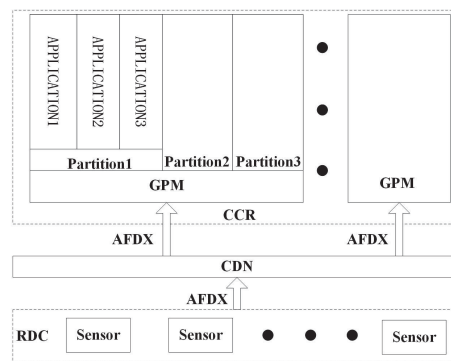 APPLICATION1
APPLICATION2
APPLICATION3
Partition1
Partition2
Partition3
GPM
GPM
CCR
AFDX
AFDX
CDN
AFDX
RDC
Sensor
Sensor
Sensor